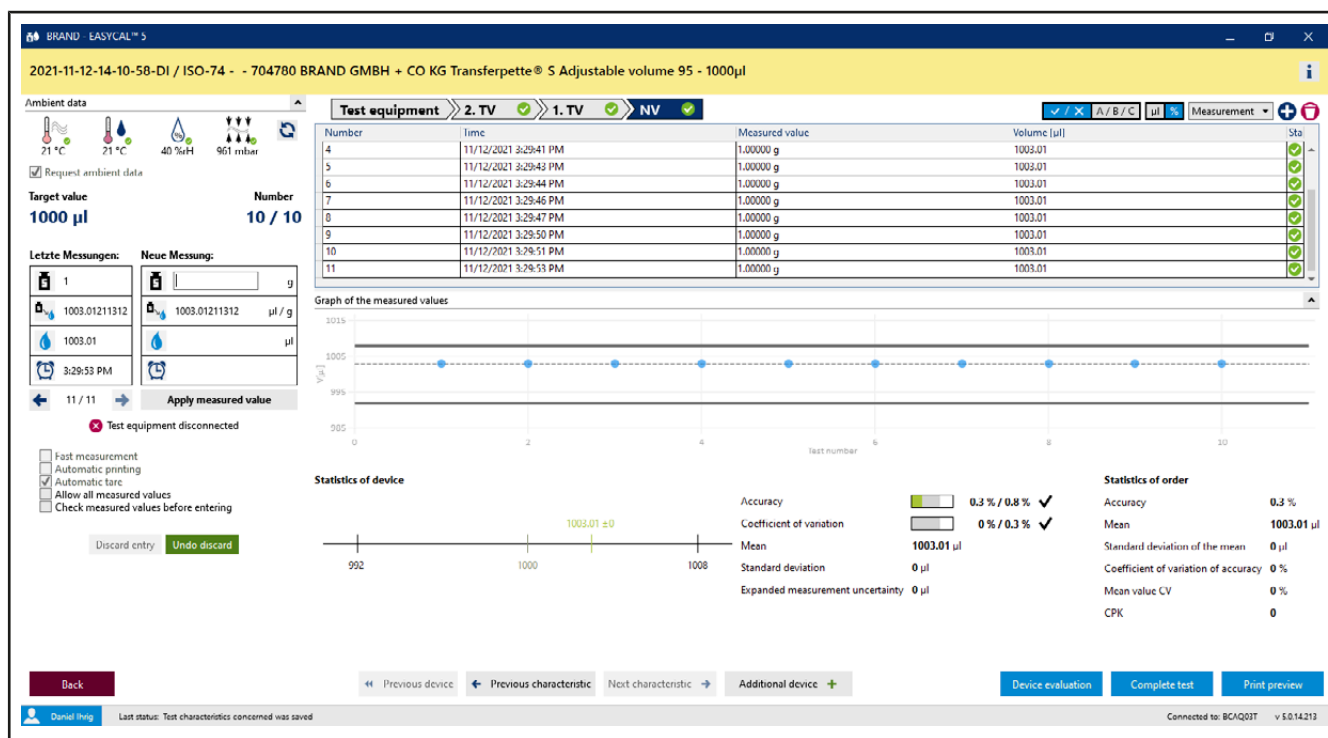 BRAND - EASYCAL™ 5
2021-11-12-14-10-58-DI / ISO-74 - - 704780 BRAND GMBH + CO KG Transferpette® S Adjustable volume 95 - 1000µl
Ambient data
21 °C 21 °C 40 %rH 961 mbar
Request ambient data
Target value Number
1000 µl 10 / 10
Letzte Messungen: Neue Messung:
1 g
1003.01211312 1003.01211312 µl / g
1003.01 µl
3:29:53 PM
11 / 11 Apply measured value
Test equipment disconnected
Fast measurement
Automatic printing
Automatic tare
Allow all measured values
Check measured values before entering
Discard entry Undo discard
Test equipment 2. TV 1. TV NV
✓ / X A / B / C µl % Measurement
Number Time Measured value Volume [µl] Sta
4 11/12/2021 3:29:41 PM 1.00000 g 1003.01
5 11/12/2021 3:29:43 PM 1.00000 g 1003.01
6 11/12/2021 3:29:44 PM 1.00000 g 1003.01
7 11/12/2021 3:29:46 PM 1.00000 g 1003.01
8 11/12/2021 3:29:47 PM 1.00000 g 1003.01
9 11/12/2021 3:29:50 PM 1.00000 g 1003.01
10 11/12/2021 3:29:51 PM 1.00000 g 1003.01
11 11/12/2021 3:29:53 PM 1.00000 g 1003.01
Graph of the measured values
1015
1005
995
985
V[µl]
0 2 4 6 8 10
Test number
Statistics of device
1003.01 ±0
992 1000 1008
Accuracy 0.3 % / 0.8 % ✓
Coefficient of variation 0 % / 0.3 % ✓
Mean 1003.01 µl
Standard deviation 0 µl
Expanded measurement uncertainty 0 µl
Statistics of order
Accuracy 0.3 %
Mean 1003.01 µl
Standard deviation of the mean 0 µl
Coefficient of variation of accuracy 0 %
Mean value CV 0 %
CPK 0
Back Previous device Previous characteristic Next characteristic Additional device + Device evaluation Complete test Print preview
Daniel Ihrig Last status: Test characteristics concerned was saved Connected to: BCAQ03T v 5.0.14.213